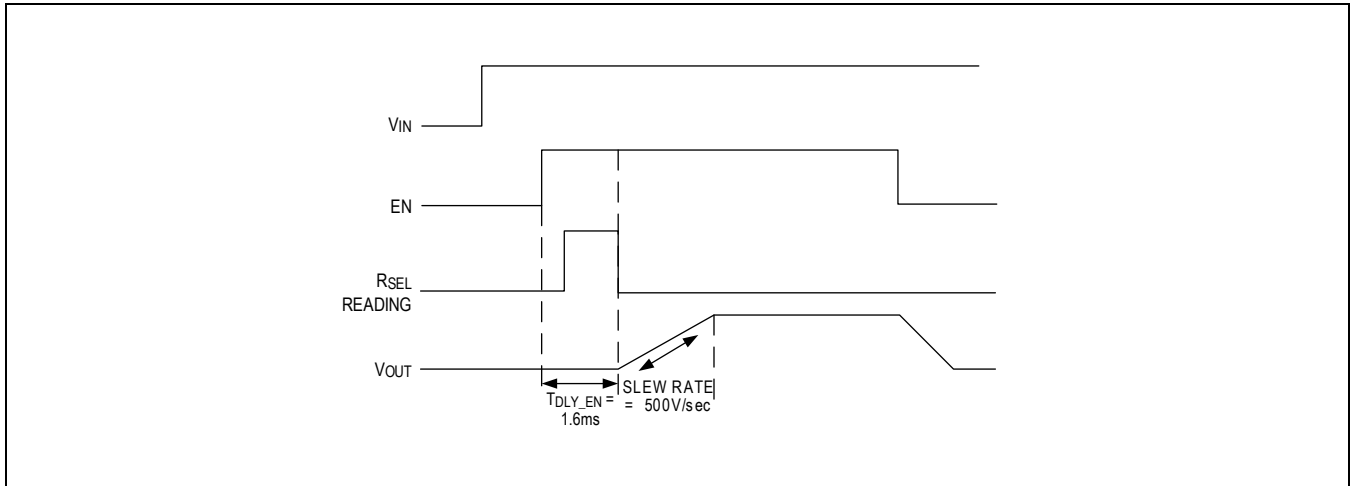 VIN
EN
RSEL
READING
VOUT
TDLY_EN =
1.6ms
SLEW RATE
= 500V/sec